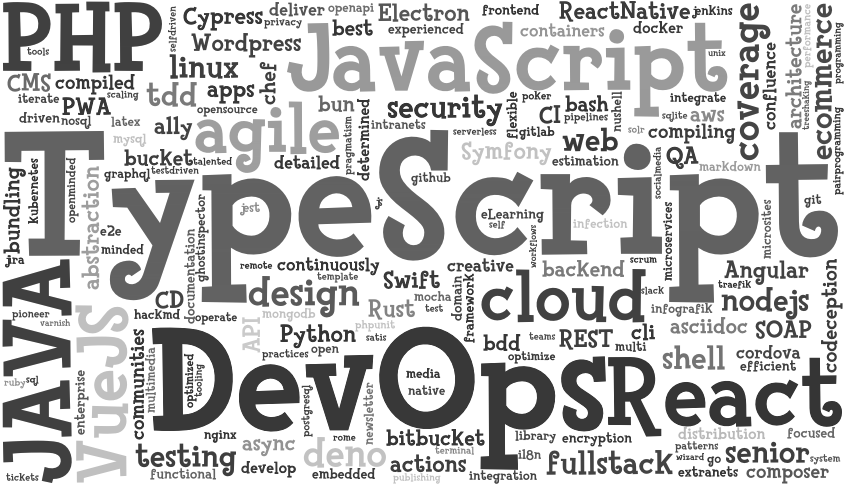 PHP
tools
selfdriven
Cypress
privacy
deliver
openapi
best
Electron
experienced
frontend
ReactNative
jenkins
containers
docker
Wordpress
JavaScript
unix
coverage
confluence
architecture
treeshaking
performance
ecommerce
programming
pairprogramming
CMS
compiled
iterate
scaling
PWA
driven
nosql
latex
mysql
linux
tdd
apps
chef
opensource
ally
agile
bun
pragmatism
determined
intranets
security
serverless
flexible
poker
CI
gitlab
bash
pipelines
nushell
web
integrate
sqlite
aws
solr
compiling
bucket
talented
detailed
graphql
testdriven
Symfony
estimation
socialmedia
QA
markdown
TypeScript
github
bundling
Kubernetes
openminded
abstraction
e2e
minded
jira
documentation
ghostinspector
jest
js
eLearning
self
workflows
infection
scrum
microservices
microsites
git
remote
continuously
template
creative
backend
Swift
mocha
test
domain
framework
cloud
slack
Angular
traefik
nodejs
infografik
asciidoc
SOAP
codeception
JAVA
pioneer
varnish
VueJS
CD
hackmd
operate
design
mongodb
API
Rust
phpunit
Python
satis
practices
open
bdd
teams
optimize
REST
cli
multi
shell
cordova
efficient
ruby
sql
enterprise
communities
multimedia
optimized
tooling
DevOps
media
native
React
postgresql
newsletter
rome
nginx
bitbucket
terminal
library
encryption
i18n
distribution
focused
patterns
wizard
go
senior
system
testing
functional
async
develop
deno
embedded
actions
publishing
integration
fullstack
extranets
composer
tickets